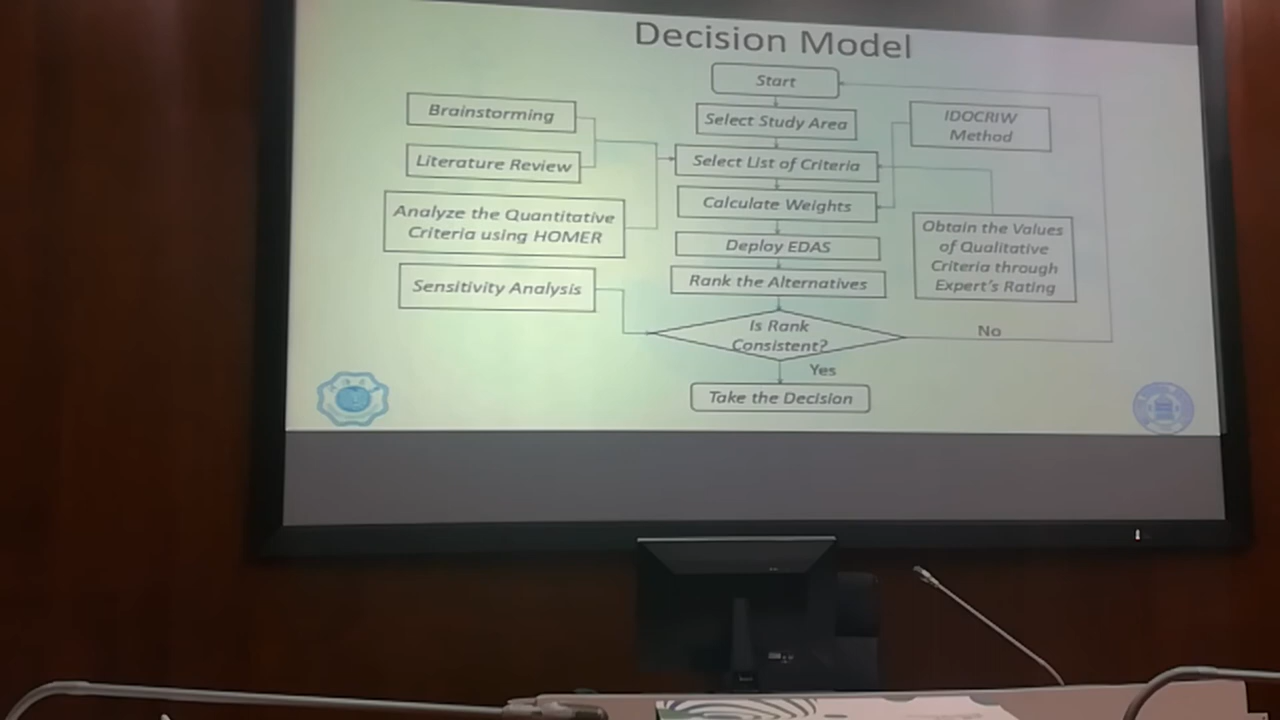 Decision Model
Start
Brainstorming
Select Study Area
IDOCRIW
Method
Literature Review
Select List of Criteria
Analyze the Quantitative
Criteria using HOMER
Calculate Weights
Obtain the Values
of Qualitative
Criteria through
Expert's Rating
Deploy EDAS
Sensitivity Analysis
Rank the Alternatives
Is Rank
Consistent?
No
Yes
Take the Decision